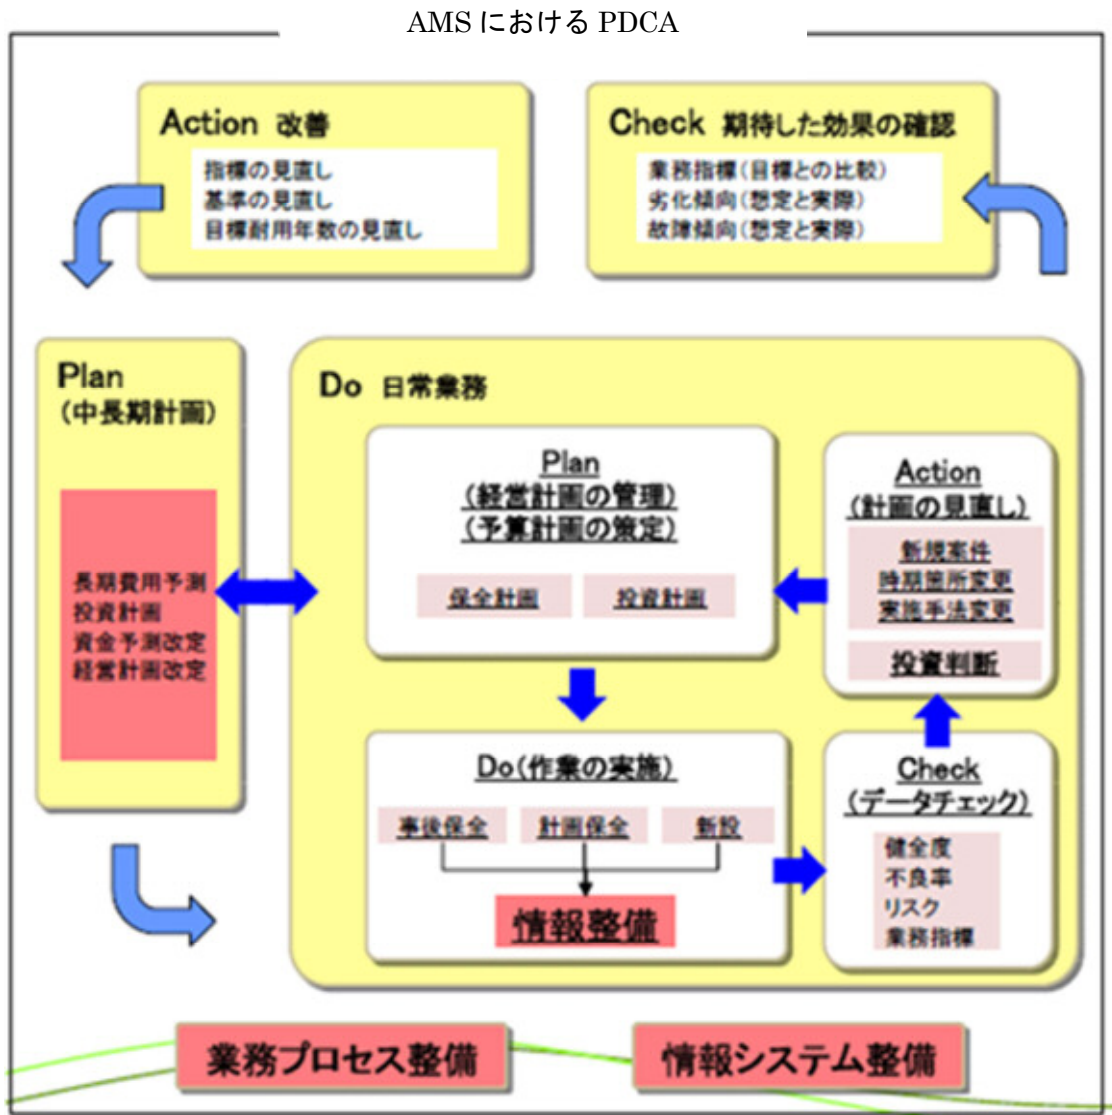 AMS における PDCA
Action 改善
指標の見直し
基準の見直し
目標耐用年数の見直し
Check 期待した効果の確認
業務指標(目標との比較)
劣化傾向(想定と実際)
故障傾向(想定と実際)
Plan
(中長期計画)
長期費用予測
投資計画
資金予測改定
経営計画改定
Do 日常業務
Plan
(経営計画の管理)
(予算計画の策定)
保全計画
投資計画
Action
(計画の見直し)
新規案件
時期箇所変更
実施手法変更
投資判断
Do(作業の実施)
事後保全
計画保全
新設
情報整備
Check
(データチェック)
健全度
不良率
リスク
業務指標
業務プロセス整備
情報システム整備